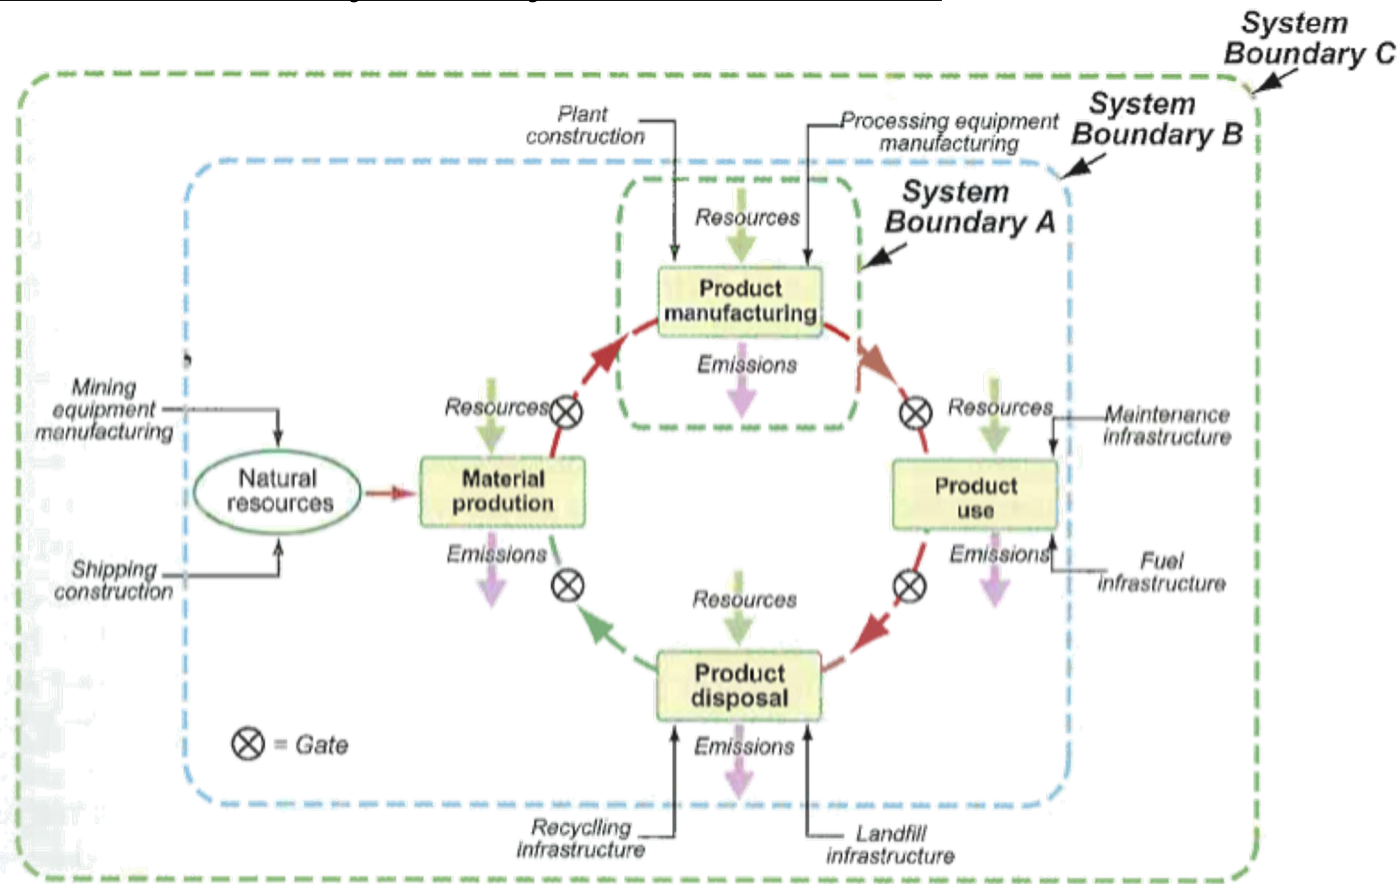 System
Boundary C
System
Boundary B
Plant
construction
Processing equipment
manufacturing
System
Boundary A
Resources
Product
manufacturing
Emissions
Mining
equipment
manufacturing
Resources
Resources
Maintenance
infrastructure
Natural
resources
Material
prodution
Product
use
Emissions
Emissions
Shipping
construction
Fuel
infrastructure
Resources
Product
disposal
= Gate
Emissions
Recyclling
infrastructure
Landfill
infrastructure